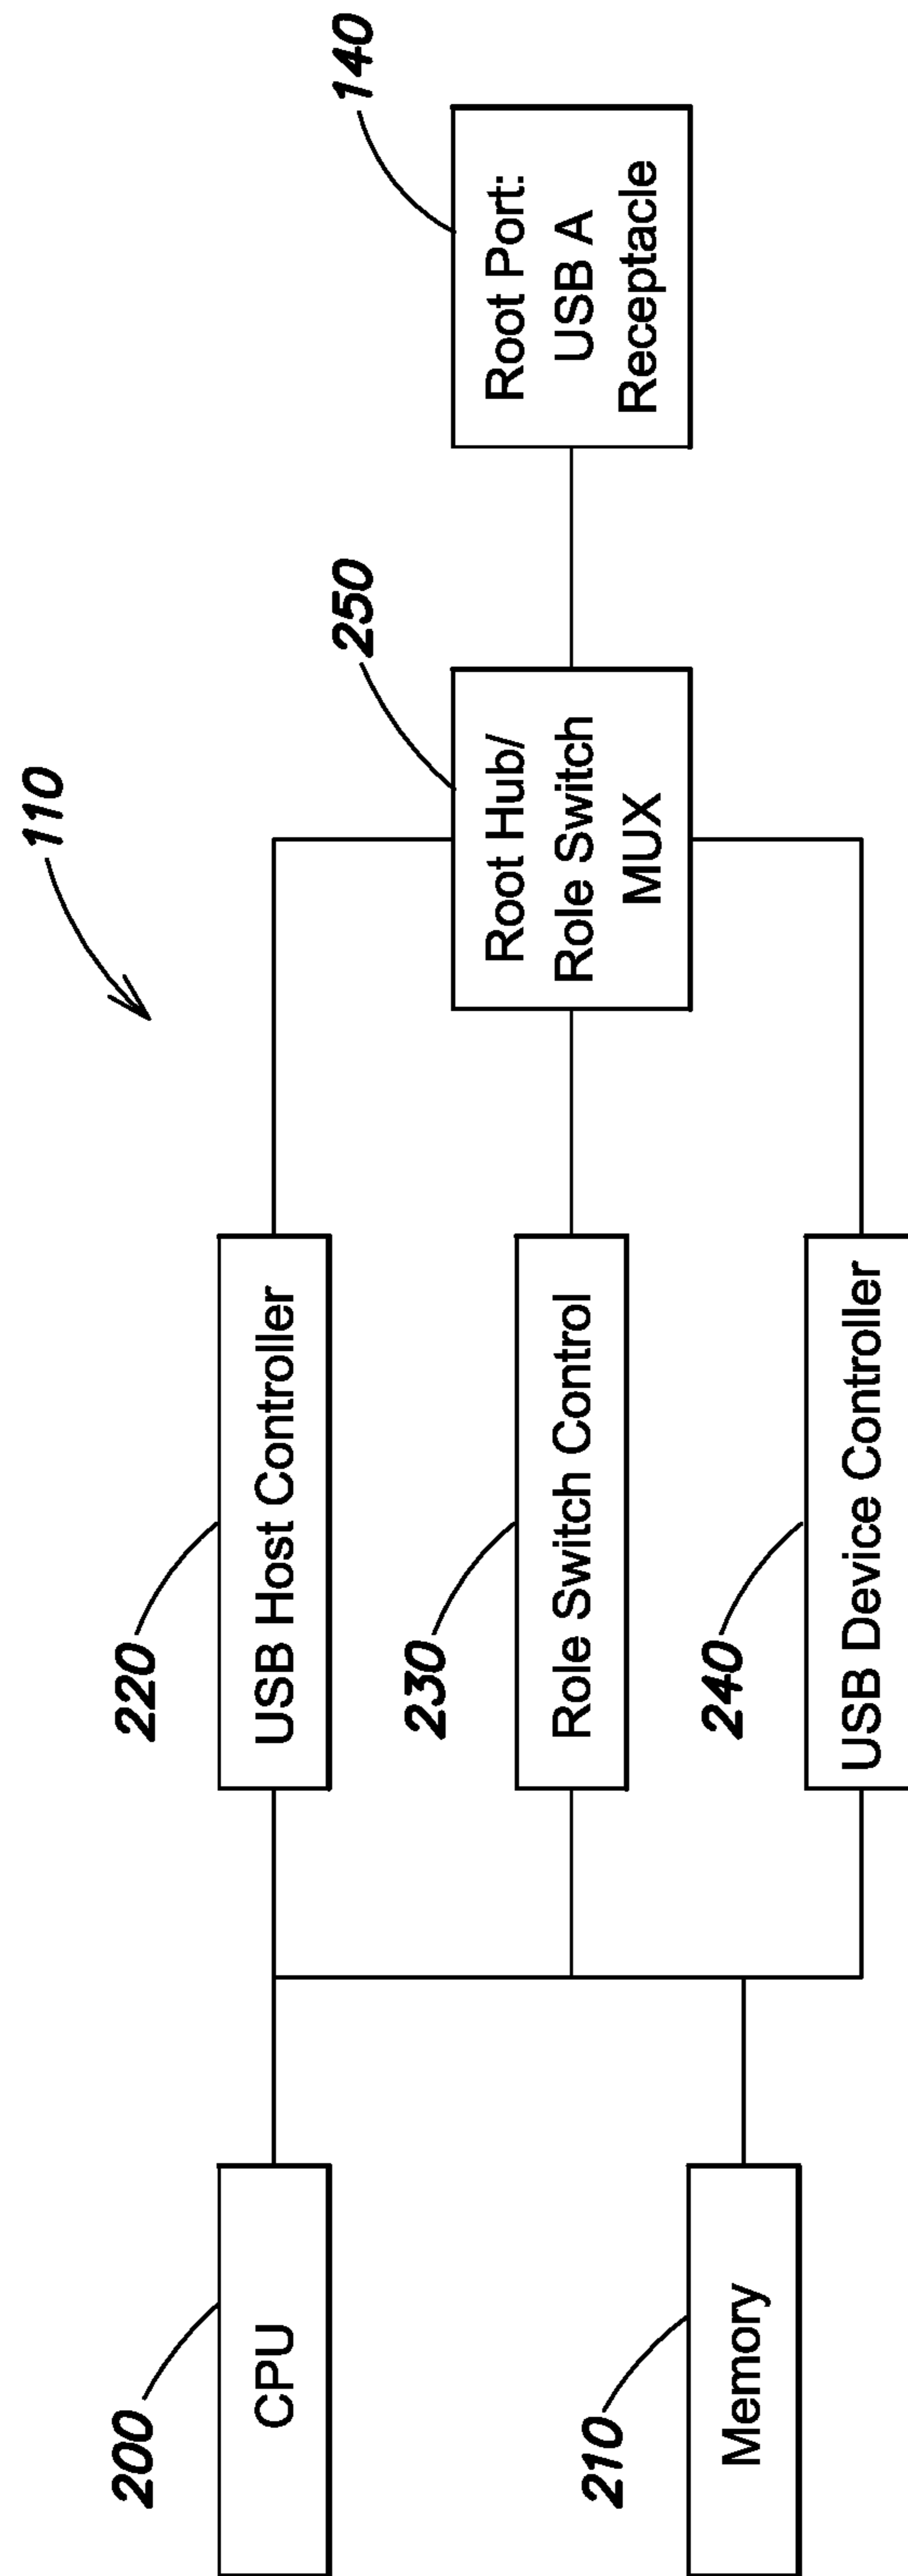 110
200
CPU
210
Memory
220
USB Host Controller
230
Role Switch Control
240
USB Device Controller
250
Root Hub/
Role Switch
MUX
140
Root Port:
USB A
Receptacle